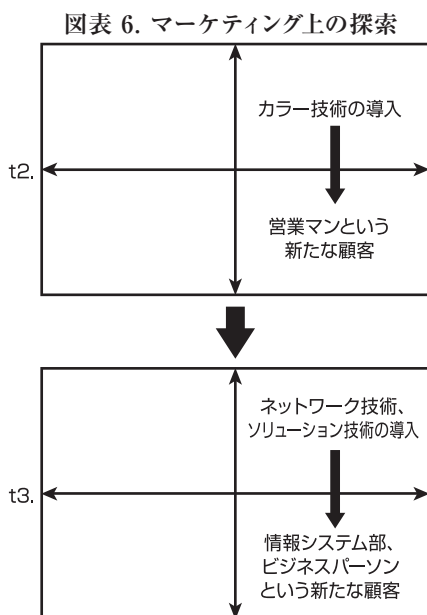 図表 6. マーケティング上の探索
カラー技術の導入
t2.
営業マンという
新たな顧客
ネットワーク技術、
ソリューション技術の導入
t3.
情報システム部、
ビジネスパーソン
という新たな顧客